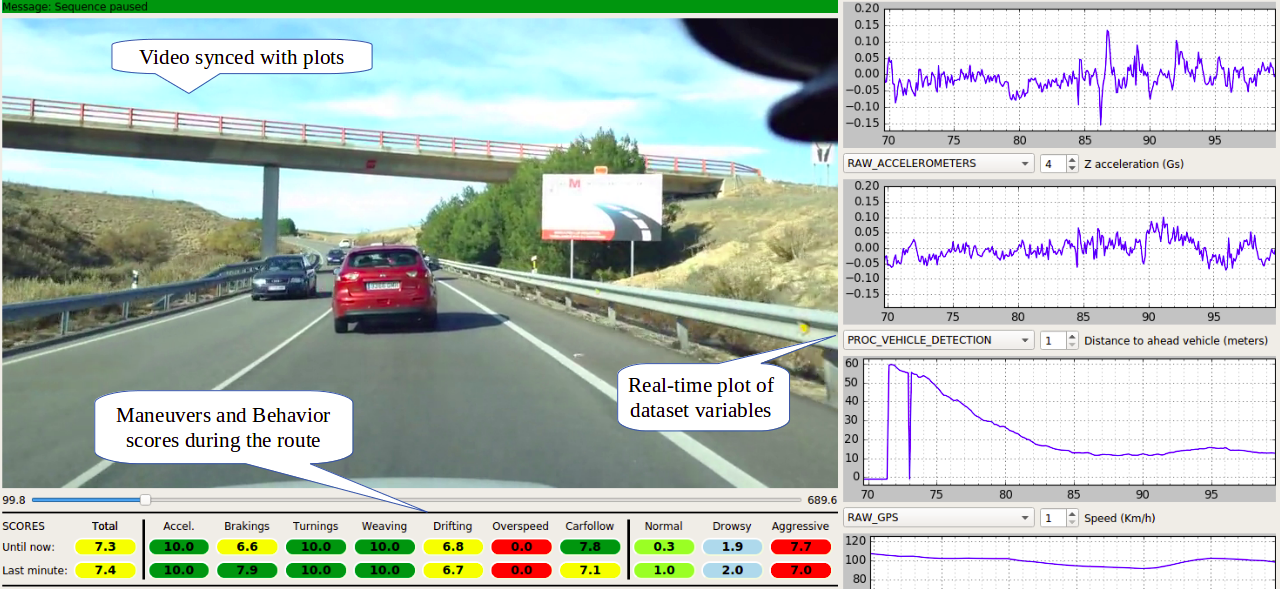 Message: Sequence paused
Video synced with plots
M
Real-time plot of
dataset variables
Maneuvers and Behavior
scores during the route
99.8 689.6
SCORES Total Accel. Brakings Turnings Weaving Drifting Overspeed Carfollow Normal Drowsy Aggressive
Until now: 7.3 10.0 6.6 10.0 10.0 6.8 0.0 7.8 0.3 1.9 7.7
Last minute: 7.4 10.0 7.9 10.0 10.0 6.7 0.0 7.1 1.0 2.0 7.0
0.20
0.15
0.10
0.05
0.00
−0.05
−0.10
−0.15
70 75 80 85 90 95
RAW_ACCELEROMETERS 4 Z acceleration (Gs)
0.20
0.15
0.10
0.05
0.00
−0.05
−0.10
−0.15
70 75 80 85 90 95
PROC_VEHICLE_DETECTION 1 Distance to ahead vehicle (meters)
60
50
40
30
20
10
0
70 75 80 85 90 95
RAW_GPS 1 Speed (Km/h)
120
100
80